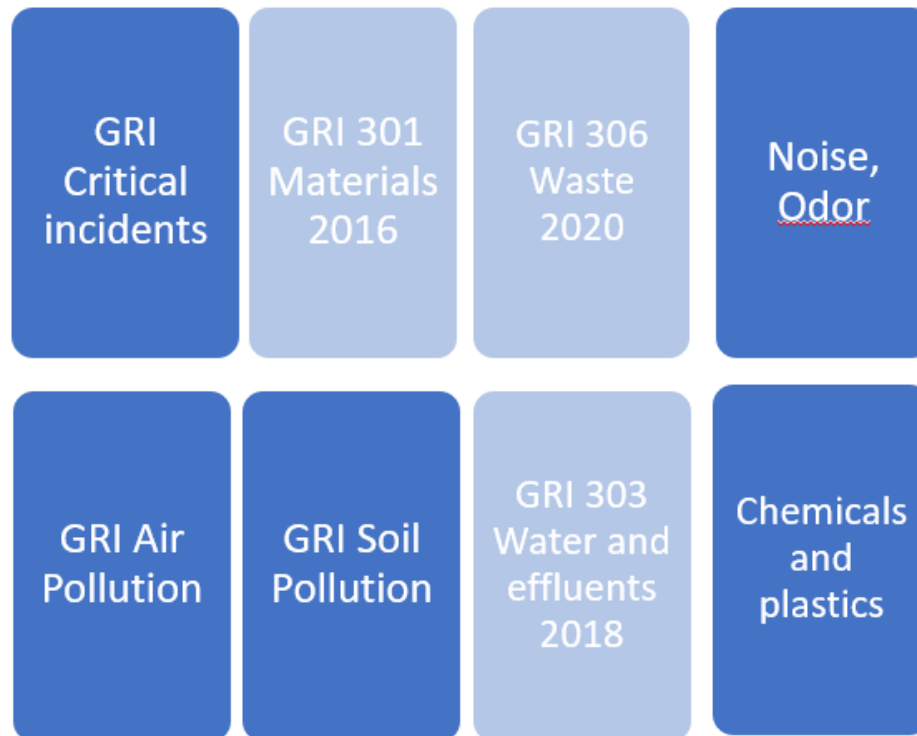 GRI
Critical
incidents
GRI 301
Materials
2016
GRI 306
Waste
2020
Noise,
Odor
GRI Air
Pollution
GRI Soil
Pollution
GRI 303
Water and
effluents
2018
Chemicals
and
plastics